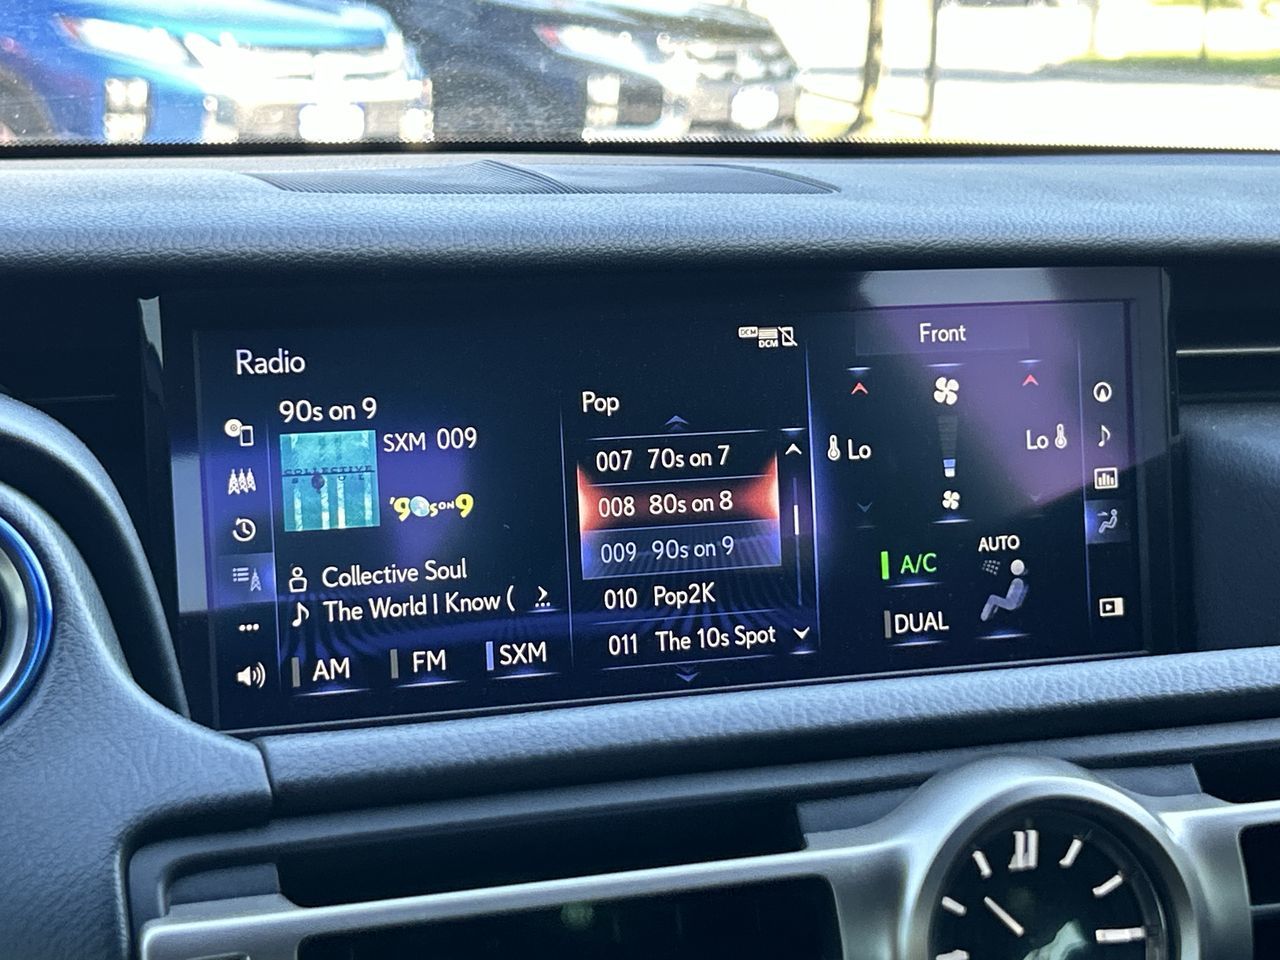 DCM
DCM
Radio
Front
90s on 9
SXM 009
Pop
COLLECTIVE
SOUL
'90s ON 9
007 70s on 7
008 80s on 8
009 90s on 9
010 Pop2K
011 The 10s Spot
Lo
Lo
Collective Soul
The World I Know (
A/C
AUTO
DUAL
AM
FM
SXM